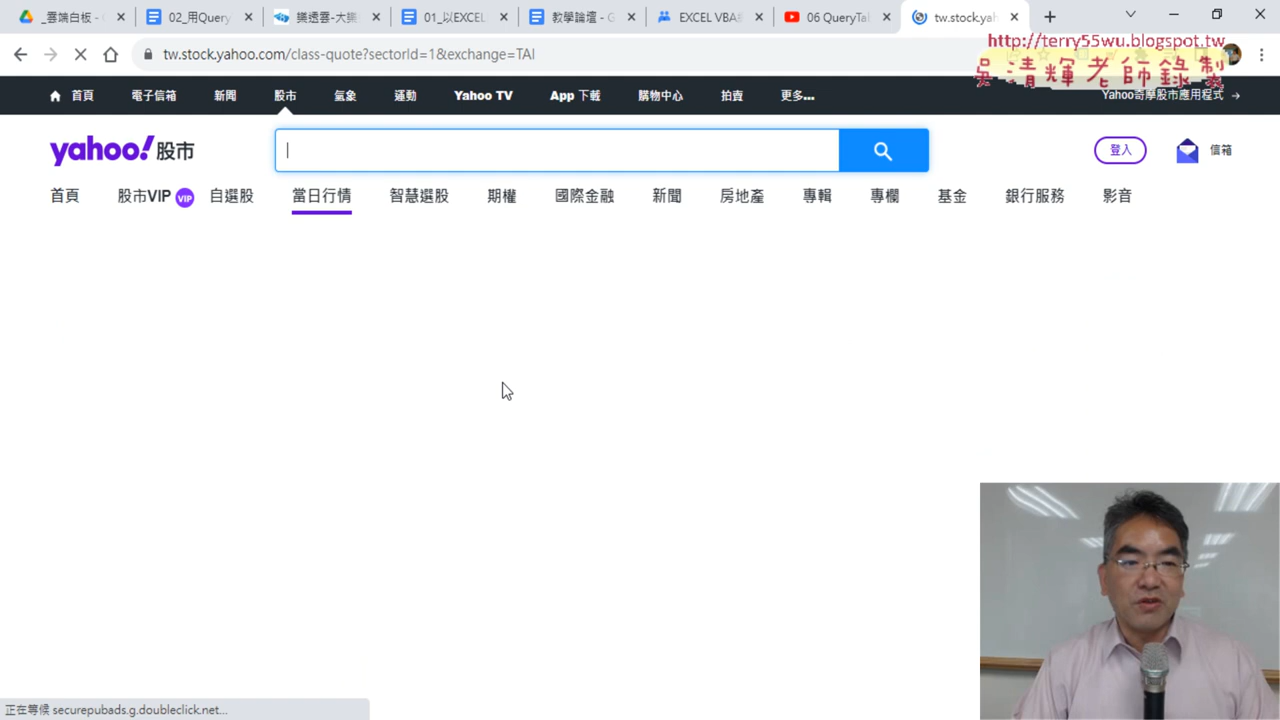 _雲端白板 -
02_用Query
樂透雲-大樂
01_以EXCEL
教學論壇 - G
EXCEL VBA
06 QueryTal
tw.stock.yah
tw.stock.yahoo.com/class-quote?sectorId=1&exchange=TAI
http://terry55wu.blogspot.tw
吳清輝老師錄製
首頁 電子信箱 新聞 股市 氣象 運動 Yahoo TV App 下載 購物中心 拍賣 更多... Yahoo奇摩股市應用程式 →
yahoo!股市
登入
信箱
首頁 股市VIP VIP 自選股 當日行情 智慧選股 期權 國際金融 新聞 房地產 專輯 專欄 基金 銀行服務 影音
正在等候 securepubads.g.doubleclick.net...